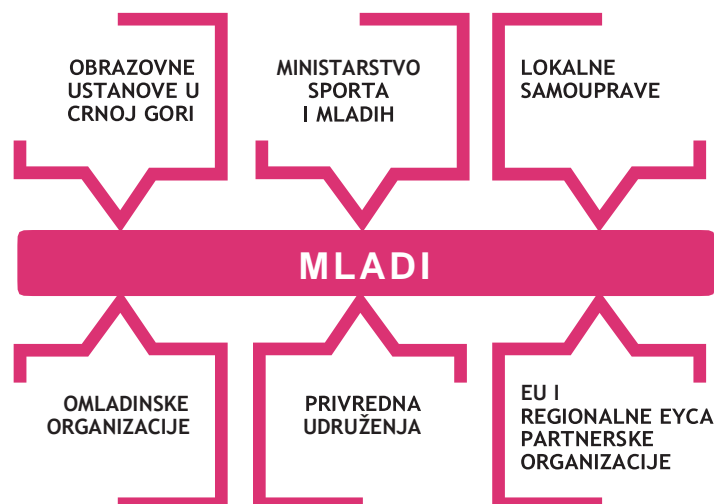 OBRAZOVNE
USTANOVE U
CRNOJ GORI
MINISTARSTVO
SPORTA
I MLADIH
LOKALNE
SAMOUPRAVE
MLADI
OMLADINSKE
ORGANIZACIJE
PRIVREDNA
UDRUŽENJA
EU I
REGIONALNE EYCA
PARTNERSKE
ORGANIZACIJE